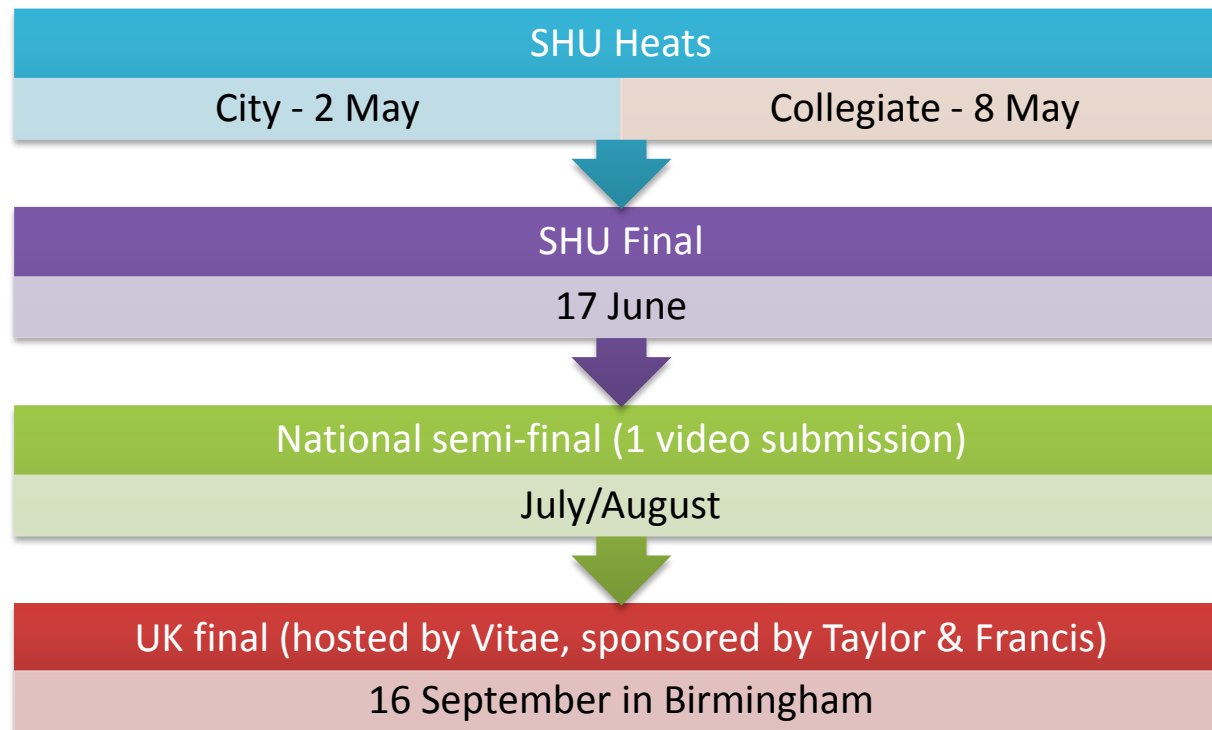 SHU Heats
City - 2 May
Collegiate - 8 May
SHU Final
17 June
National semi-final (1 video submission)
July/August
UK final (hosted by Vitae, sponsored by Taylor & Francis)
16 September in Birmingham